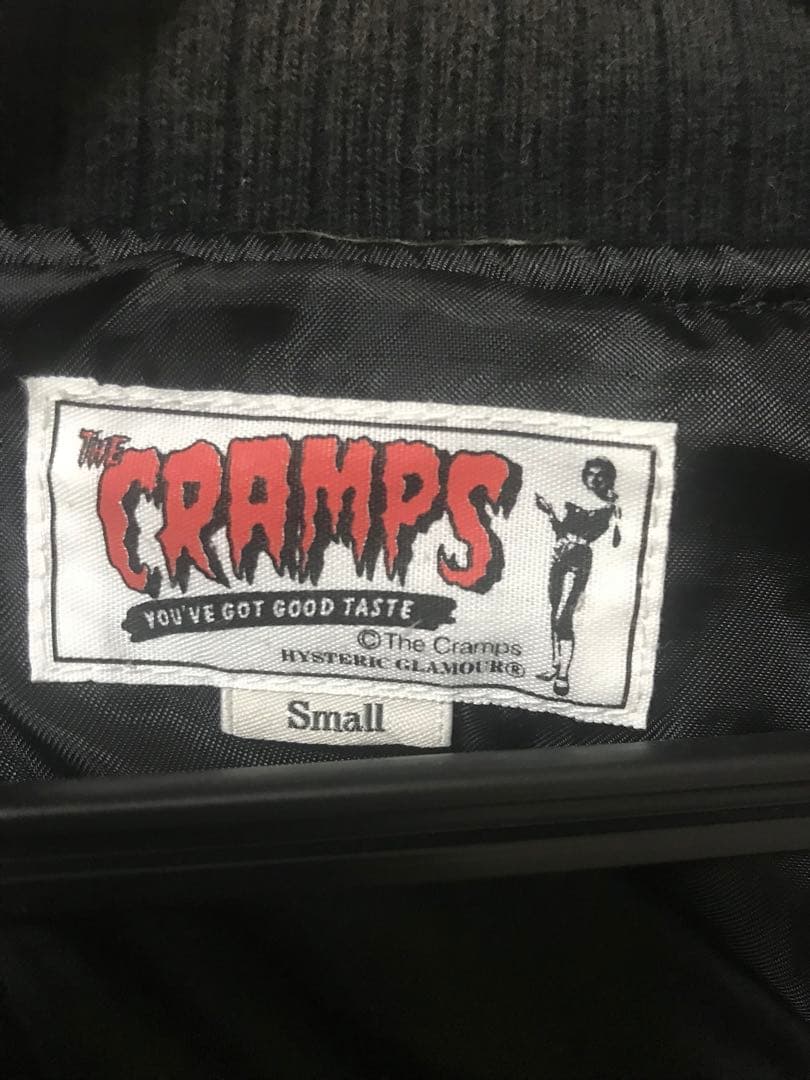 THE
CRAMPS
YOU'VE GOT GOOD TASTE
©The Cramps
HYSTERIC GLAMOUR®
Small